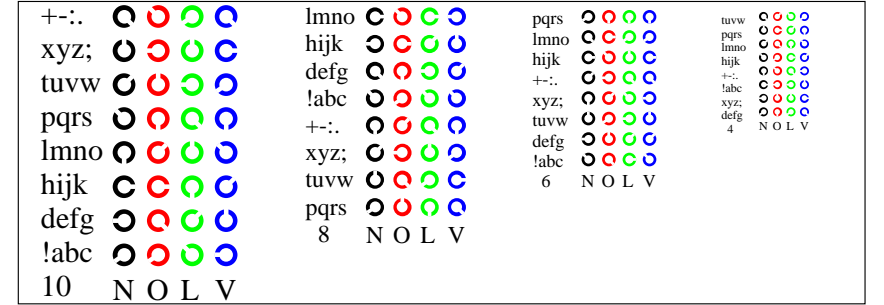 +-:.
xyz;
tuvw
pqrs
lmno
hijk
defg
!abc
10 N O L V
lmno
hijk
defg
!abc
+-:.
xyz;
tuvw
pqrs
8 N O L V
pqrs
lmno
hijk
+-:.
xyz;
tuvw
defg
!abc
6 N O L V
tuvw
pqrs
lmno
hijk
+-:.
!abc
xyz;
defg
4 N O L V